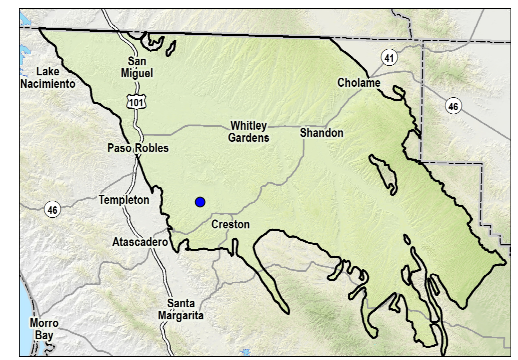 San
Miguel
41
Lake
Nacimiento
Cholame
101
46
Whitley
Gardens
Shandon
Paso Robles
Templeton
46
Creston
Atascadero
Santa
Margarita
Morro
Bay